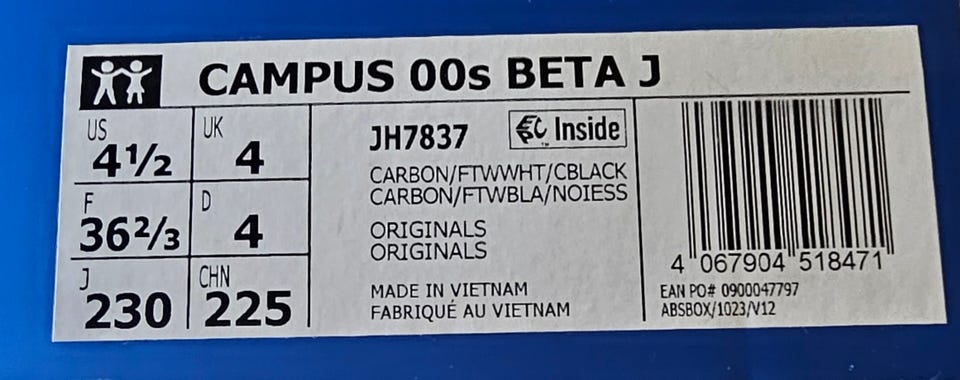 CAMPUS 00s BETA J
US 4½ UK 4
F 36⅔ D 4
J 230 CHN 225
JH7837 EPC Inside
CARBON/FTWWHT/CBLACK
CARBON/FTWBLA/NOIESS
ORIGINALS
ORIGINALS
MADE IN VIETNAM
FABRIQUÉ AU VIETNAM
4 067904 518471
EAN PO# 0900047797
ABSBOX/1023/V12